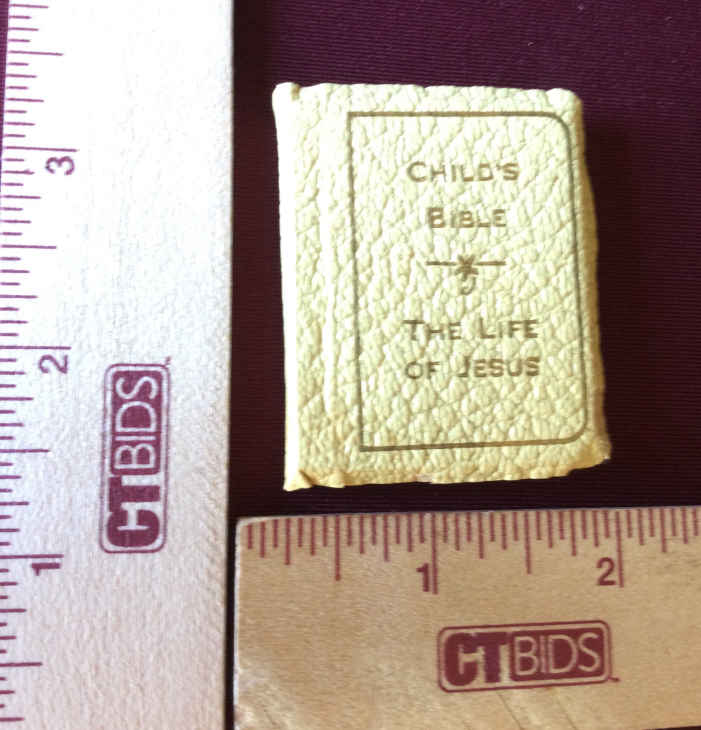 3
2
1
CTBIDS
CHILD'S
BIBLE
THE LIFE
OF JESUS
1 2
CTBIDS